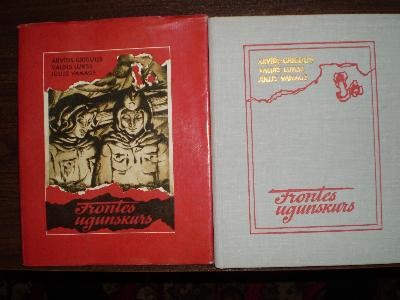 ARVĪDS GRIGULIS
VALDIS LUKSS
JŪLIJS VANAGS
Frontes
ugunskurs
ARVĪDS GRIGULIS
VALDIS LUKSS
JŪLIJS VANAGS
Frontes
ugunskurs